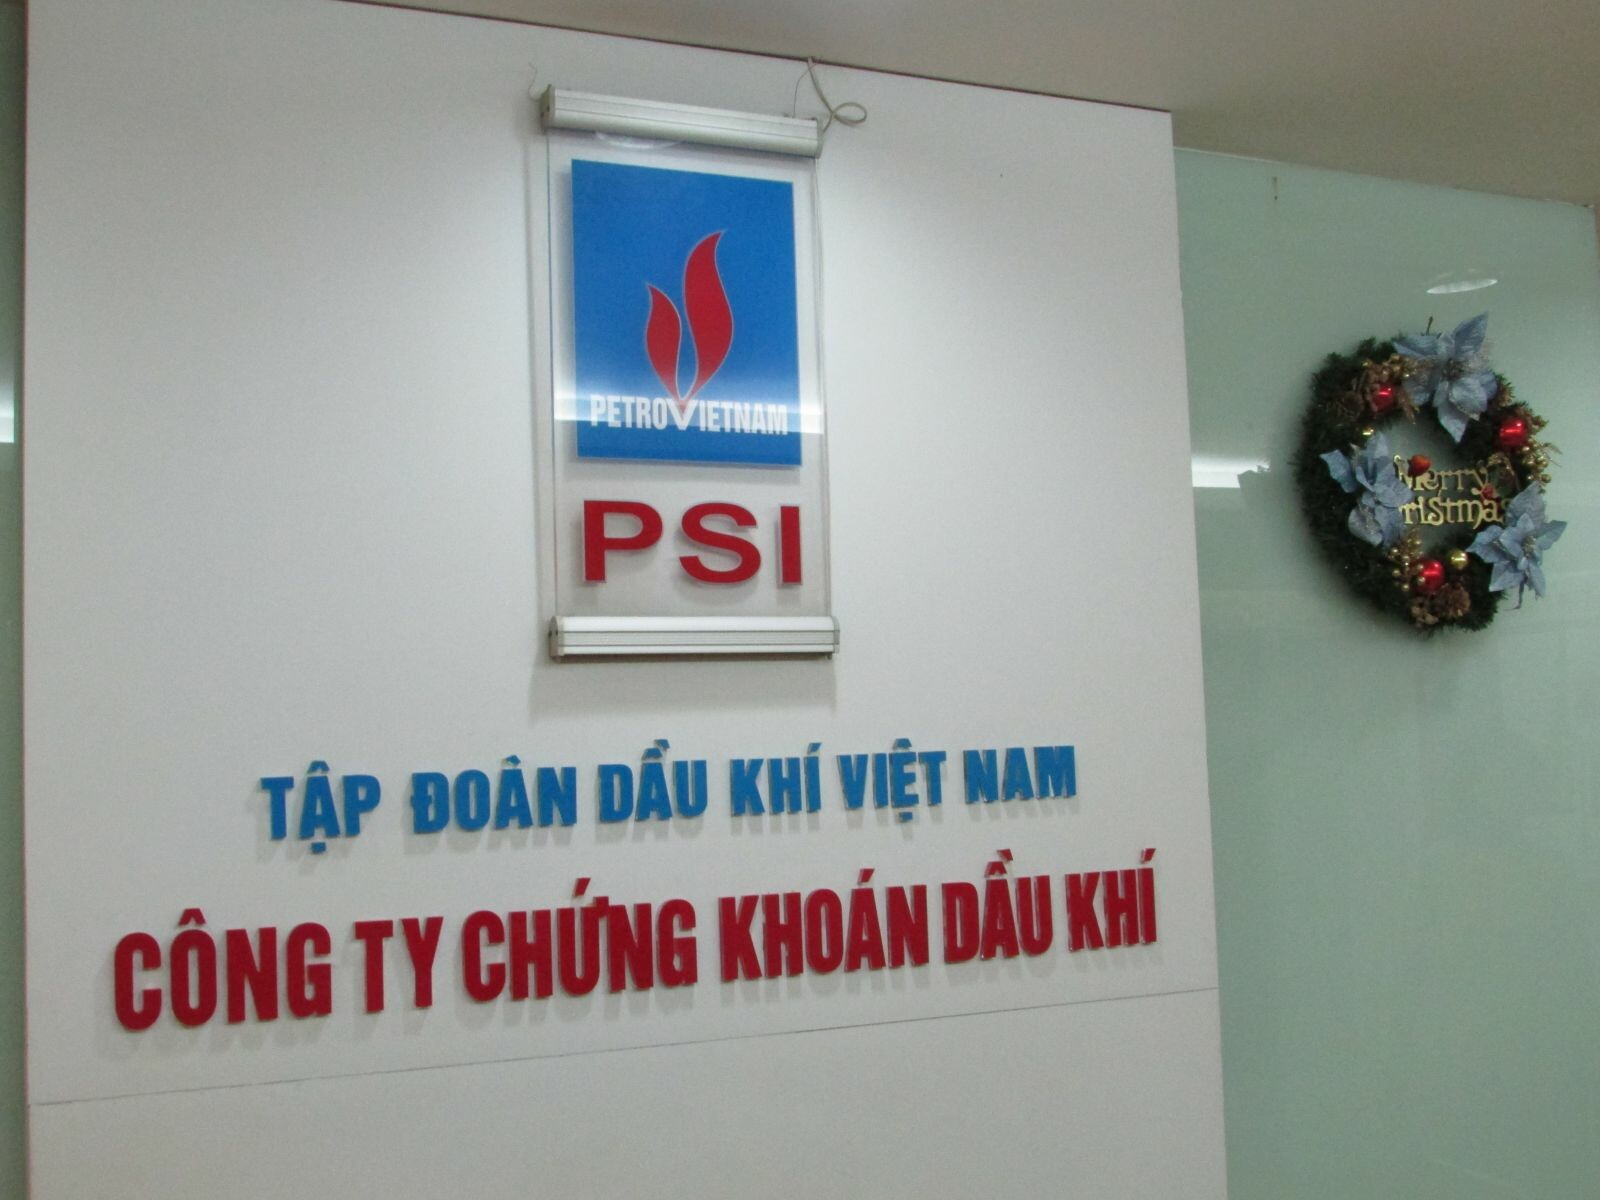 PETROVIETNAM
PSI
TẬP ĐOÀN DẦU KHÍ VIỆT NAM
CÔNG TY CHỨNG KHOÁN DẦU KHÍ
Merry
Christmas